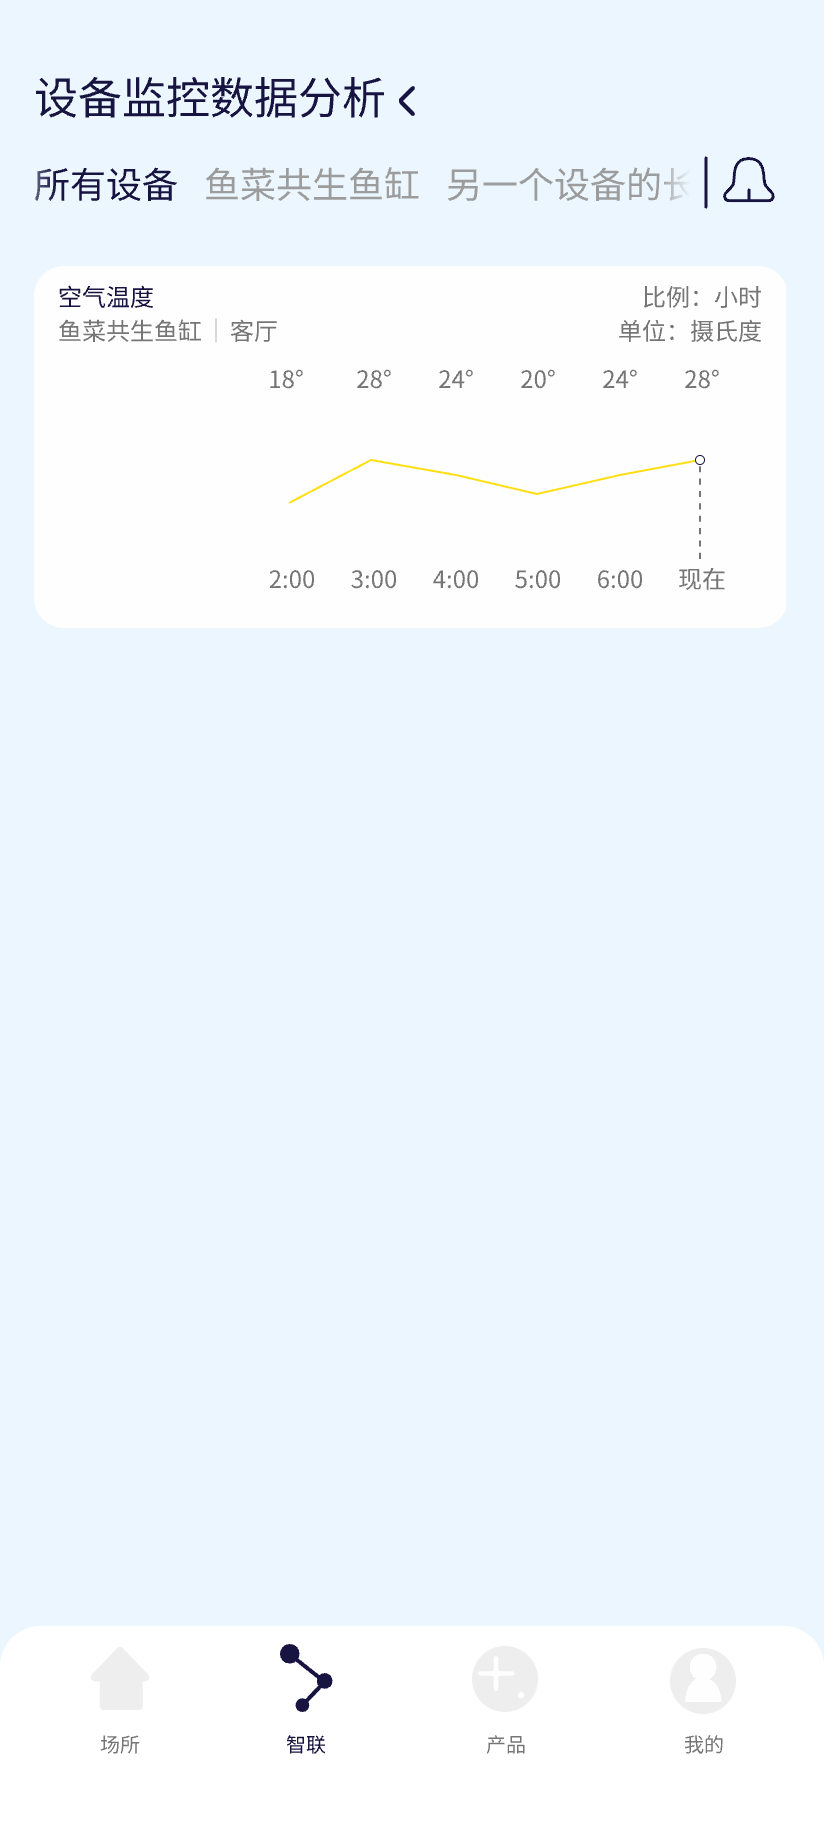 设备监控数据分析
所有设备 鱼菜共生鱼缸 另一个设备的
空气温度 比例：小时
鱼菜共生鱼缸 客厅 单位：摄氏度
18° 28° 24° 20° 24° 28°
2:00 3:00 4:00 5:00 6:00 现在
场所 智联 产品 我的